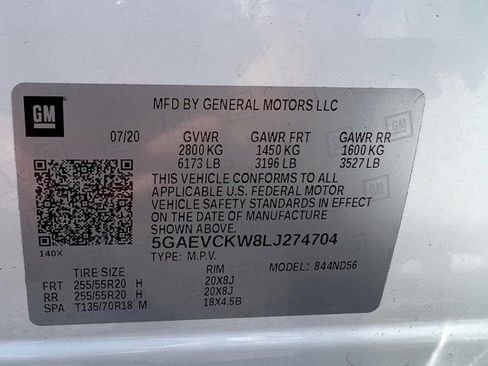 GM
MFD BY GENERAL MOTORS LLC
07/20 GVWR GAWR FRT GAWR RR
2800 KG 1450 KG 1600 KG
6173 LB 3196 LB 3527 LB
THIS VEHICLE CONFORMS TO ALL
APPLICABLE U.S. FEDERAL MOTOR
VEHICLE SAFETY STANDARDS IN EFFECT
ON THE DATE OF MANUFACTURE
SHOWN ABOVE.
5GAEVCKW8LJ274704
140X TYPE: M.P.V.
TIRE SIZE RIM MODEL: 844ND56
FRT 255/55R20 H 20X8J
RR 255/55R20 H 20X8J
SPA T135/70R18 M 18X4.5B